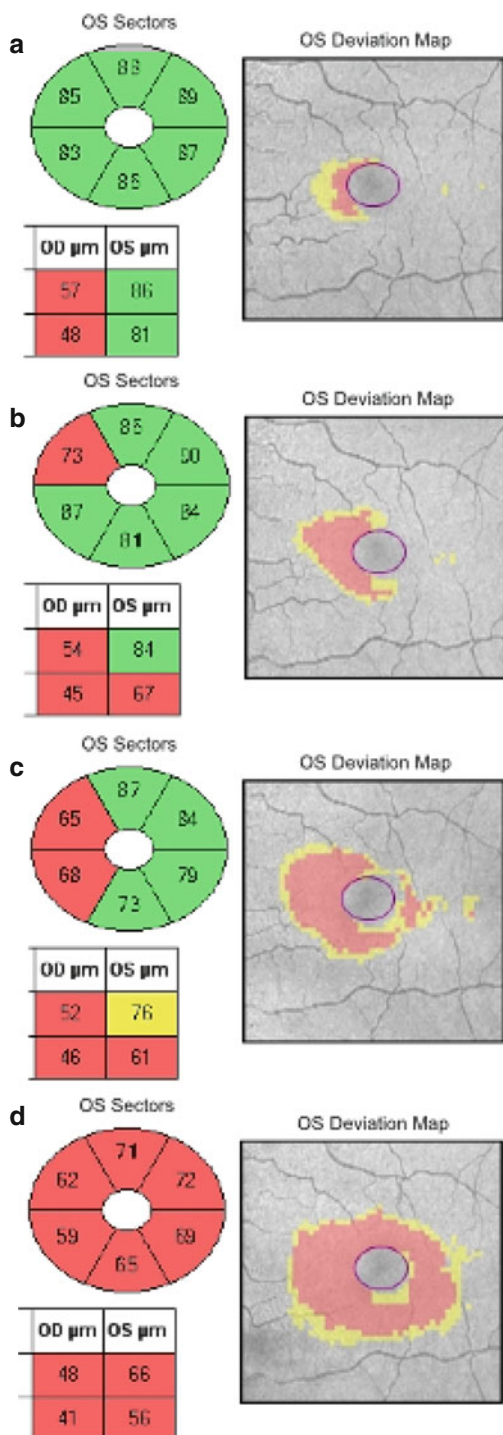 a
OS Sectors
OS Deviation Map
85 89
83 87
OD µm OS µm
57 86
48 81
b
OS Sectors
OS Deviation Map
73 90
87 84
81
OD µm OS µm
54 84
45 67
c
OS Sectors
OS Deviation Map
87
65 84
68 79
73
OD µm OS µm
52 76
46 61
d
OS Sectors
OS Deviation Map
71
62 72
59 69
65
OD µm OS µm
48 66
41 56